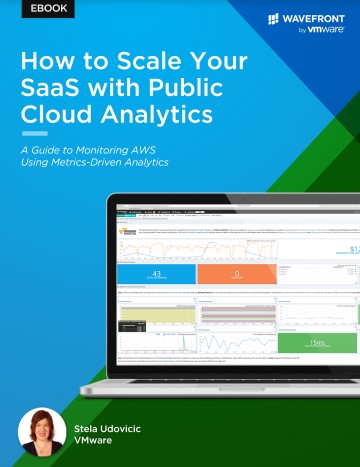 EBOOK
WAVEFRONT
by vmware
How to Scale Your
SaaS with Public
Cloud Analytics
A Guide to Monitoring AWS
Using Metrics-Driven Analytics
43
0
15ms
Stela Udovicic
VMware